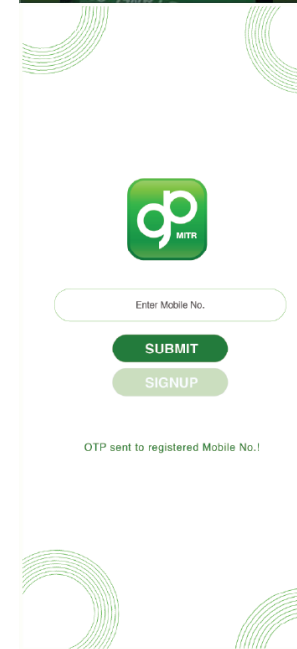 gp
MITR
Enter Mobile No.
SUBMIT
SIGNUP
OTP sent to registered Mobile No.!